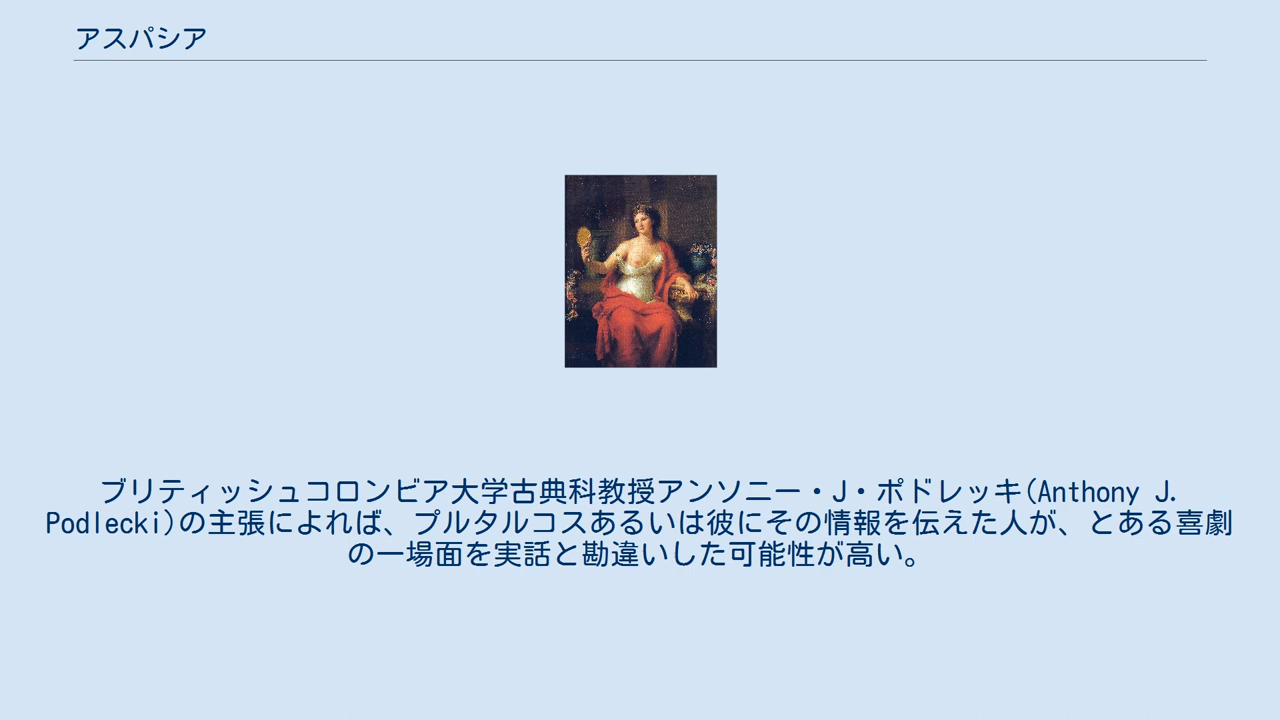 アスパシア
ブリティッシュコロンビア大学古典科教授アンソニー・J・ポドレッキ(Anthony J.
Podlecki)の主張によれば、プルタルコスあるいは彼にその情報を伝えた人が、とある喜劇
の一場面を実話と勘違いした可能性が高い。